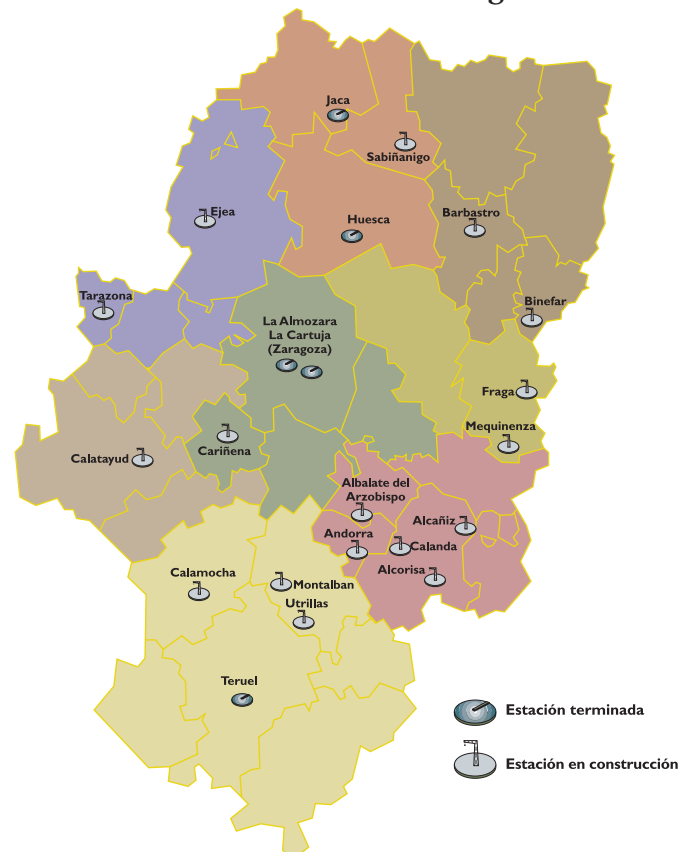 Jaca
Sabiñanigo
Ejea
Huesca
Barbastro
Tarazona
Binefar
La Almozara
La Cartuja
(Zaragoza)
Fraga
Mequinenza
Cariñena
Calatayud
Albalate del
Arzobispo
Alcañiz
Andorra
Calanda
Alcorisa
Calamocha
Montalban
Utrillas
Teruel
Estación terminada
Estación en construcción